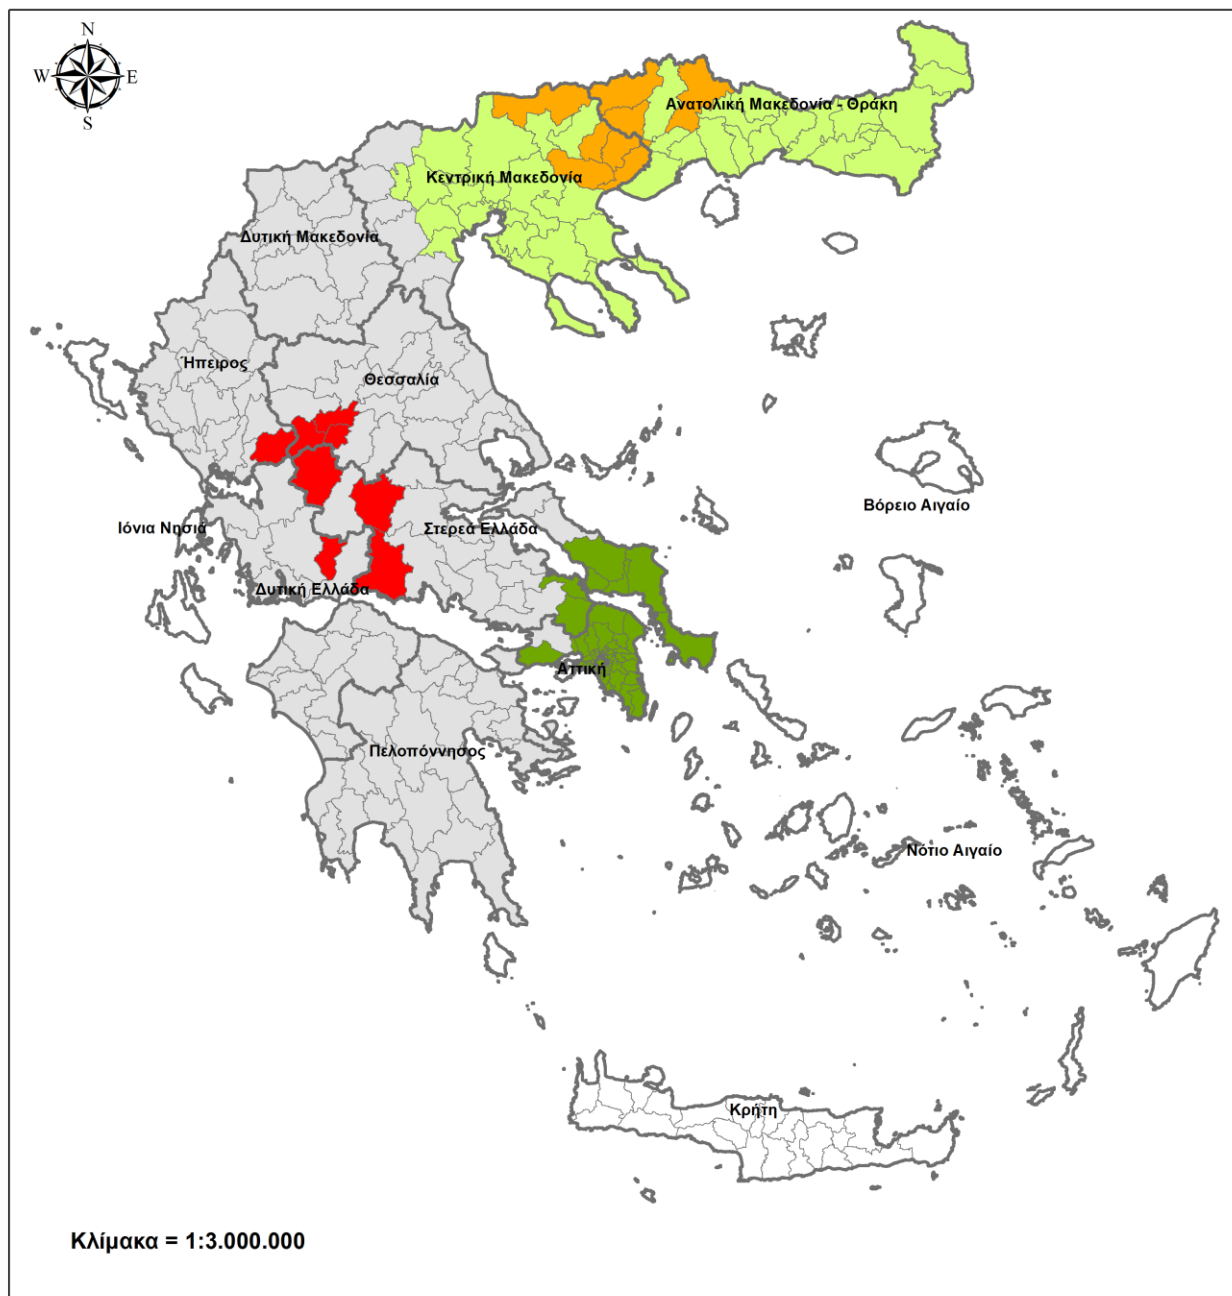 N
W E
S
Ανατολική Μακεδονία - Θράκη
Κεντρική Μακεδονία
Δυτική Μακεδονία
Ήπειρος
Θεσσαλία
Βόρειο Αιγαίο
Ιόνια Νησιά
Στερεά Ελλάδα
Δυτική Ελλάδα
Αττική
Πελοπόννησος
Νότιο Αιγαίο
Κρήτη
Κλίμακα = 1:3.000.000